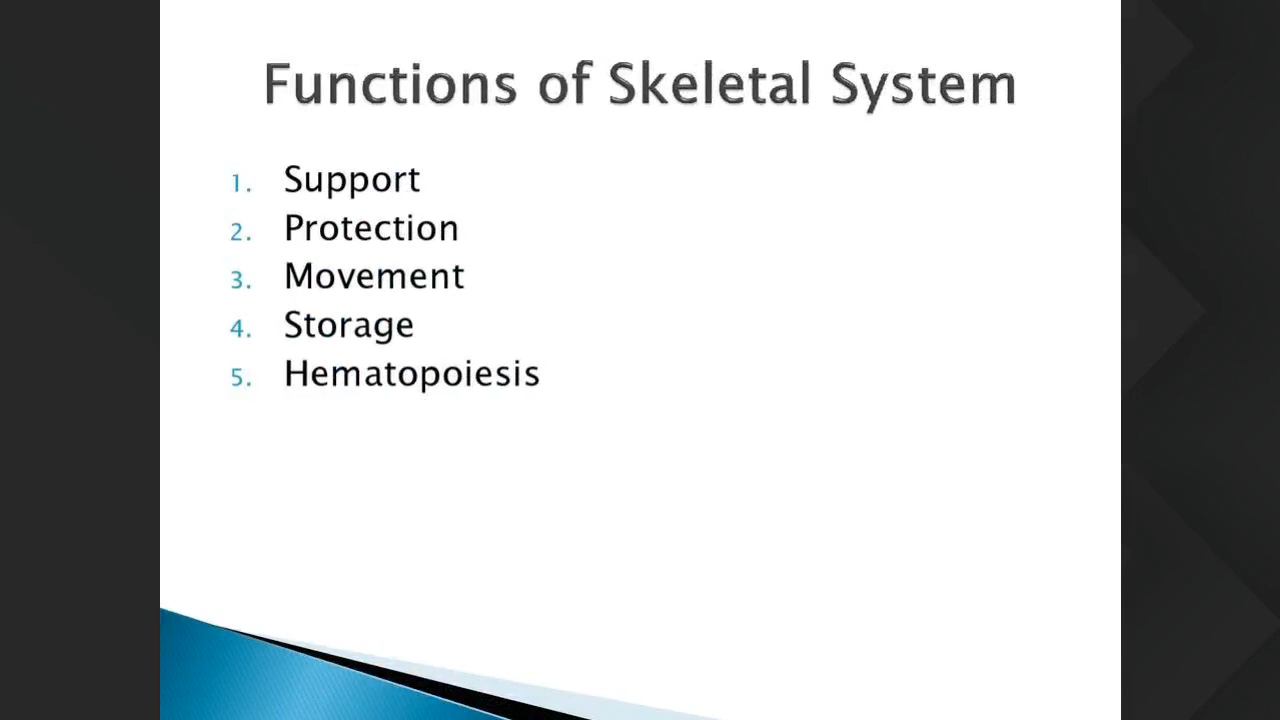 Functions of Skeletal System
1. Support
2. Protection
3. Movement
4. Storage
5. Hematopoiesis